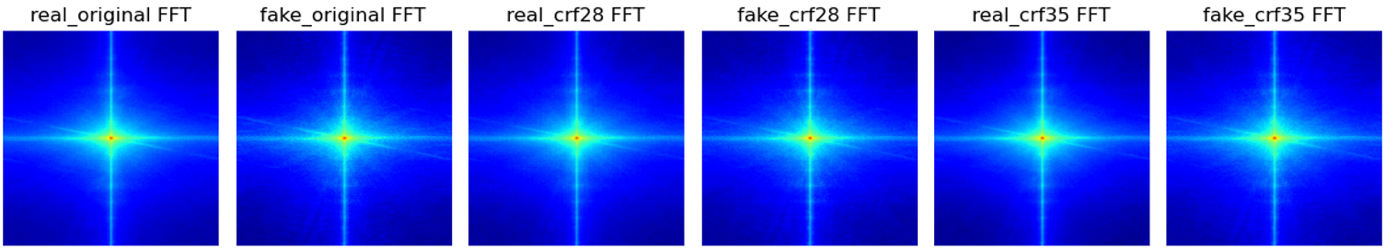 real_original FFT
fake_original FFT
real_crf28 FFT
fake_crf28 FFT
real_crf35 FFT
fake_crf35 FFT